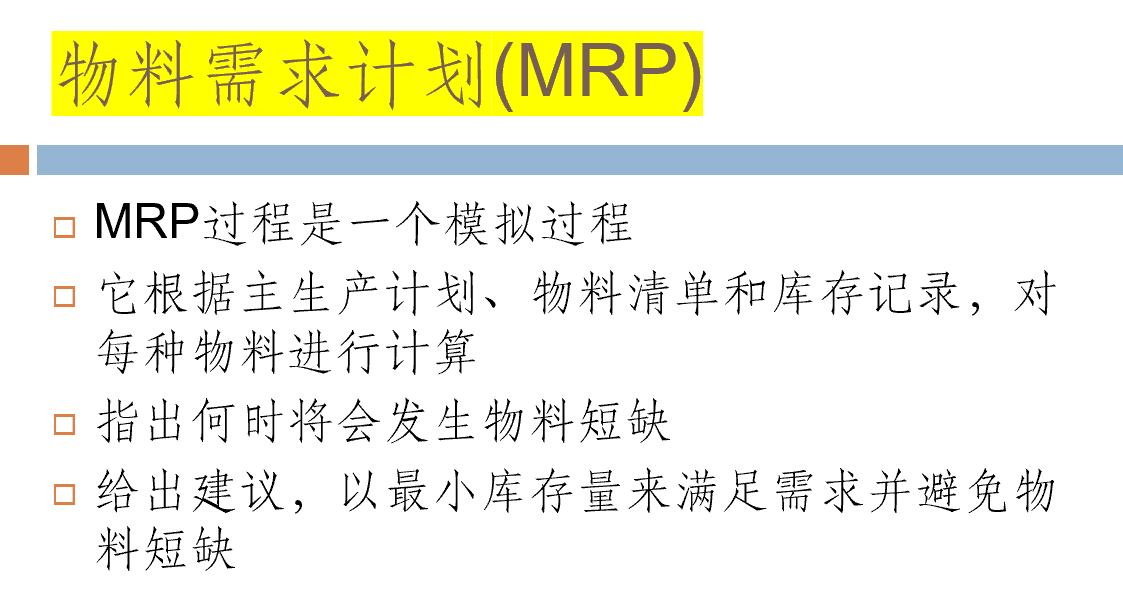 物料需求计划(MRP)
MRP过程是一个模拟过程
它根据主生产计划、物料清单和库存记录，对
每种物料进行计算
指出何时将会发生物料短缺
给出建议，以最小库存量来满足需求并避免物
料短缺